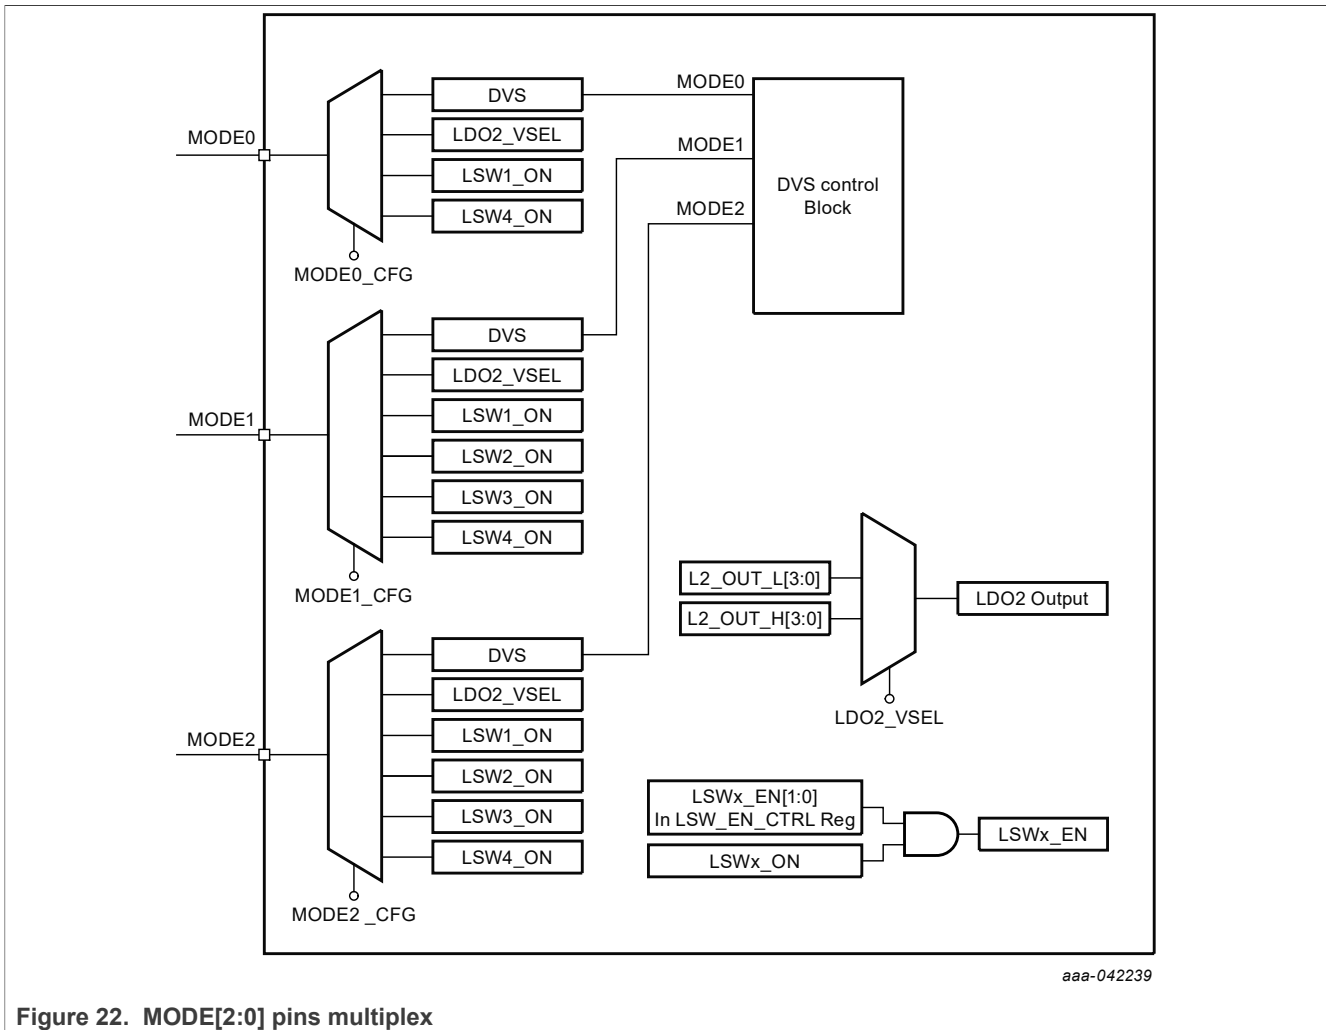 MODE0
DVS
LDO2_VSEL
LSW1_ON
LSW4_ON
MODE0_CFG
MODE1
DVS
LDO2_VSEL
LSW1_ON
LSW2_ON
LSW3_ON
LSW4_ON
MODE1_CFG
MODE2
DVS
LDO2_VSEL
LSW1_ON
LSW2_ON
LSW3_ON
LSW4_ON
MODE2 _CFG
MODE0
MODE1
MODE2
DVS control
Block
L2_OUT_L[3:0]
L2_OUT_H[3:0]
LDO2 Output
LDO2_VSEL
LSWx_EN[1:0]
In LSW_EN_CTRL Reg
LSWx_ON
LSWx_EN
aaa-042239
Figure 22. MODE[2:0] pins multiplex